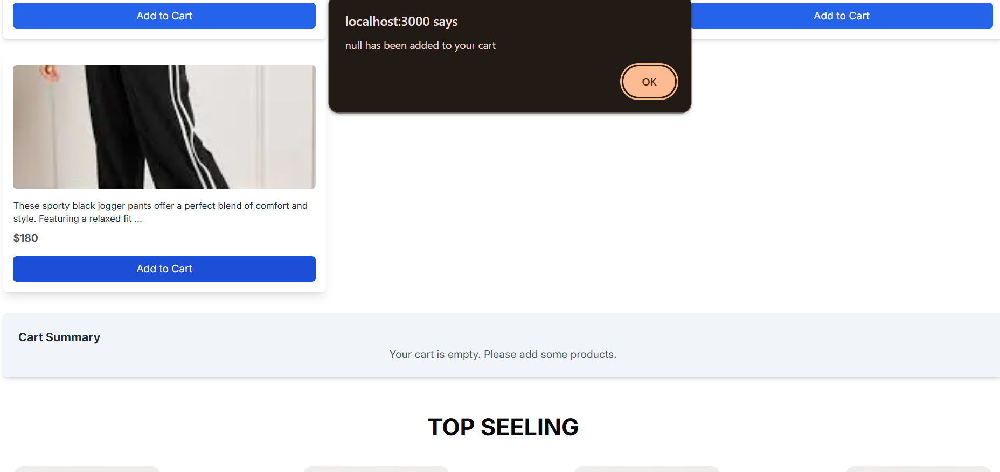 Add to Cart
localhost:3000 says
null has been added to your cart
OK
Add to Cart
These sporty black jogger pants offer a perfect blend of comfort and
style. Featuring a relaxed fit ...
$180
Add to Cart
Cart Summary
Your cart is empty. Please add some products.
TOP SEELING